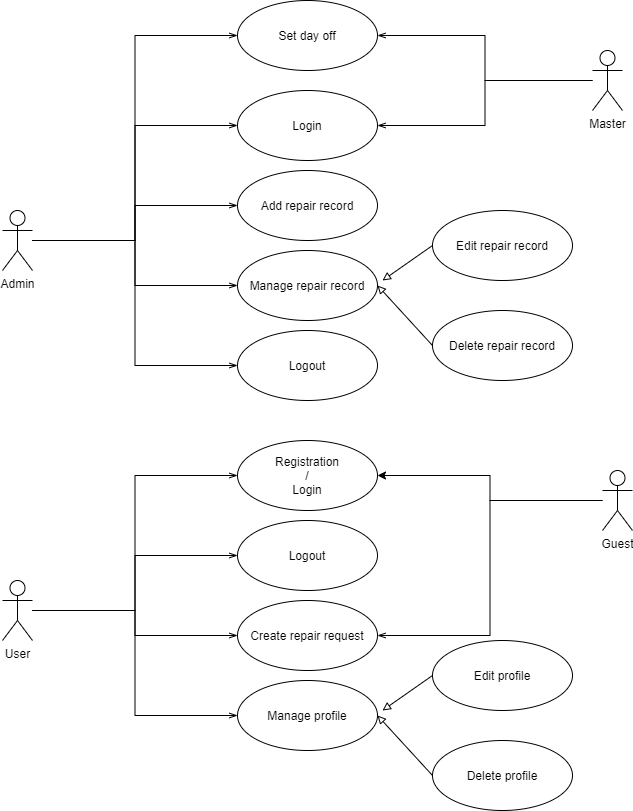 Set day off
Master
Login
Add repair record
Admin
Edit repair record
Manage repair record
Delete repair record
Logout
Registration
/
Login
Guest
Logout
User
Create repair request
Edit profile
Manage profile
Delete profile